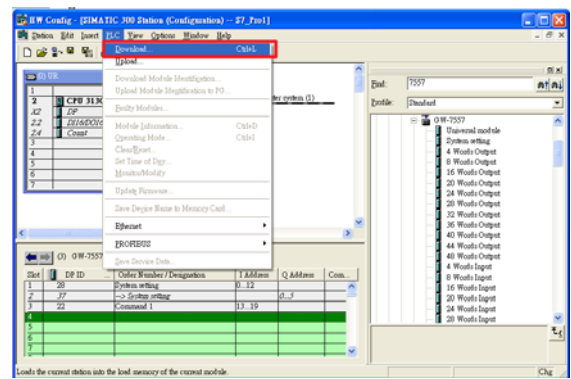 HW Config - [SIMATIC 300 Station (Configuration) -- S7_Pro1]
Station Edit Insert PLC View Options Window Help
Download... Ctrl+L
Upload...
Download Module Identification...
Upload Module Identification to PG...
Faulty Modules...
Module Information... Ctrl+D
Operating Mode... Ctrl+I
Clear/Reset...
Set Time of Day...
Monitor/Modify
Update Firmware...
Save Device Name to Memory Card...
Ethernet
PROFIBUS
Save Service Data...
(0) UR
1
2 CPU 313C
X2 DP
2.2 DI16/DO16
2.4 Count
3
4
5
6
7
ter system (1)
Find: 7557
Profile: Standard
GW-7557
Universal module
System setting
4 Words Output
8 Words Output
16 Words Output
20 Words Output
24 Words Output
28 Words Output
32 Words Output
36 Words Output
40 Words Output
44 Words Output
48 Words Output
4 Words Input
8 Words Input
16 Words Input
20 Words Input
24 Words Input
28 Words Input
(3) GW-7557
Slot DP ID ... Order Number / Designation I Address Q Address Com...
1 28 System setting 0...12
2 37 --> System setting 0...5
3 22 Command 1 13...19
4
5
6
7
Loads the current station into the load memory of the current module.
Chg